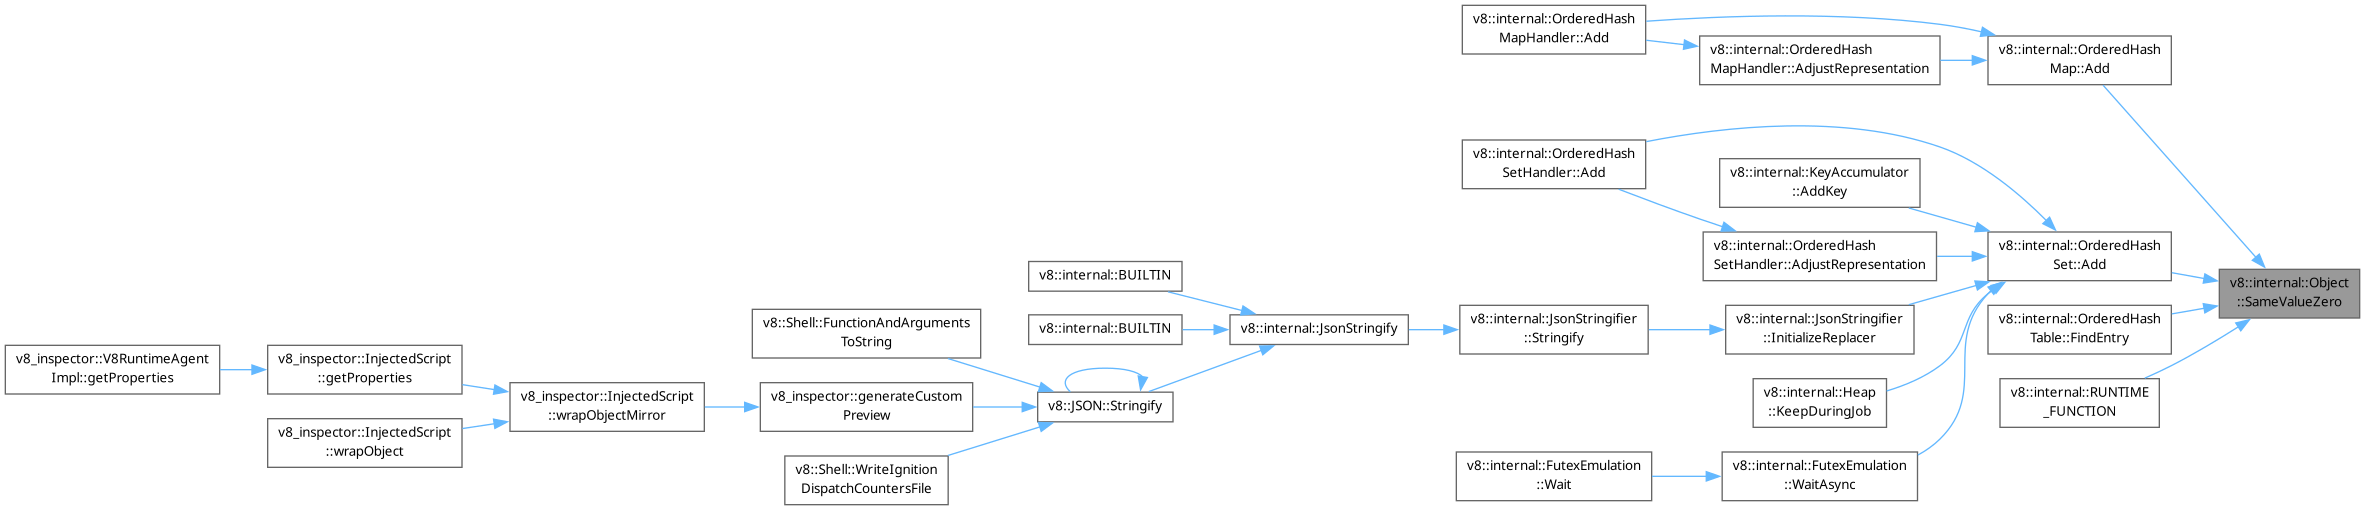 v8::internal::OrderedHash
MapHandler::Add
v8::internal::OrderedHash
MapHandler::AdjustRepresentation
v8::internal::OrderedHash
Map::Add
v8::internal::OrderedHash
SetHandler::Add
v8::internal::KeyAccumulator
::AddKey
v8::internal::OrderedHash
SetHandler::AdjustRepresentation
v8::internal::OrderedHash
Set::Add
v8::internal::Object
::SameValueZero
v8::internal::BUILTIN
v8::internal::BUILTIN
v8::Shell::FunctionAndArguments
ToString
v8::internal::JsonStringify
v8::internal::JsonStringifier
::Stringify
v8::internal::JsonStringifier
::InitializeReplacer
v8::internal::OrderedHash
Table::FindEntry
v8_inspector::V8RuntimeAgent
Impl::getProperties
v8_inspector::InjectedScript
::getProperties
v8_inspector::InjectedScript
::wrapObjectMirror
v8_inspector::generateCustom
Preview
v8::JSON::Stringify
v8::internal::Heap
::KeepDuringJob
v8::internal::RUNTIME
_FUNCTION
v8_inspector::InjectedScript
::wrapObject
v8::Shell::WriteIgnition
DispatchCountersFile
v8::internal::FutexEmulation
::Wait
v8::internal::FutexEmulation
::WaitAsync